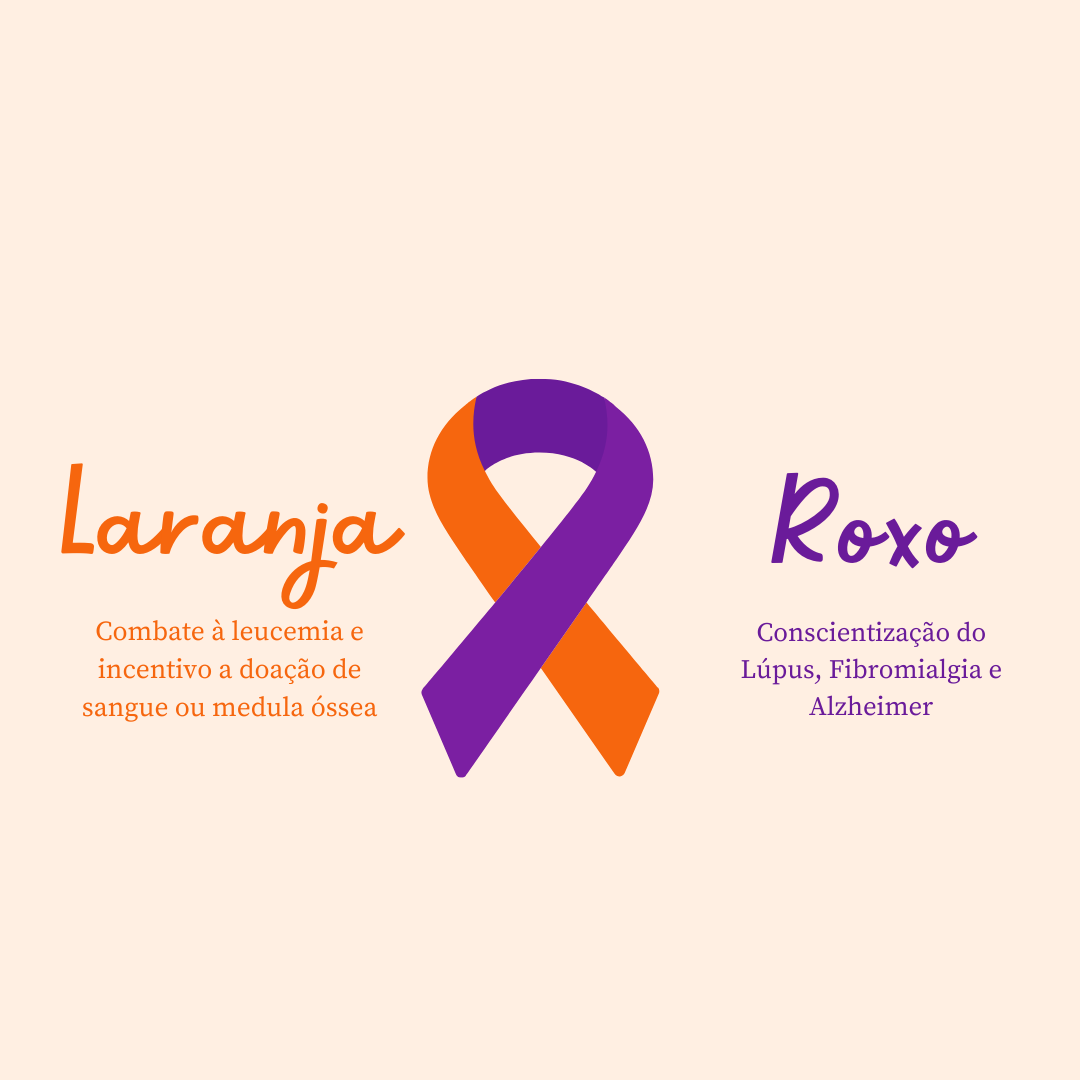 Laranja
Combate à leucemia e
incentivo a doação de
sangue ou medula óssea
Roxo
Conscientização do
Lúpus, Fibromialgia e
Alzheimer